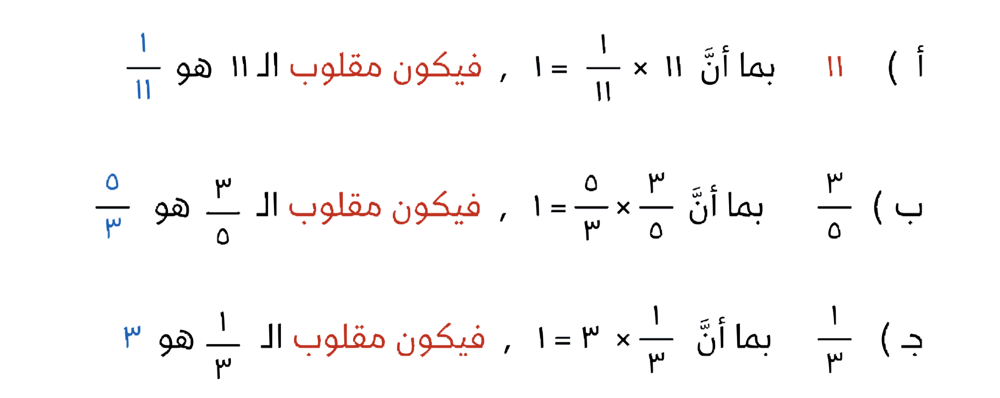 أ ) ١١ بما أنَّ ١١ × ١/١١ = ١ , فيكون مقلوب الـ ١١ هو ١/١١
ب ) ٣/٥ بما أنَّ ٣/٥ × ٥/٣ = ١ , فيكون مقلوب الـ ٣/٥ هو ٥/٣
جـ ) ١/٣ بما أنَّ ١/٣ × ٣ = ١ , فيكون مقلوب الـ ١/٣ هو ٣